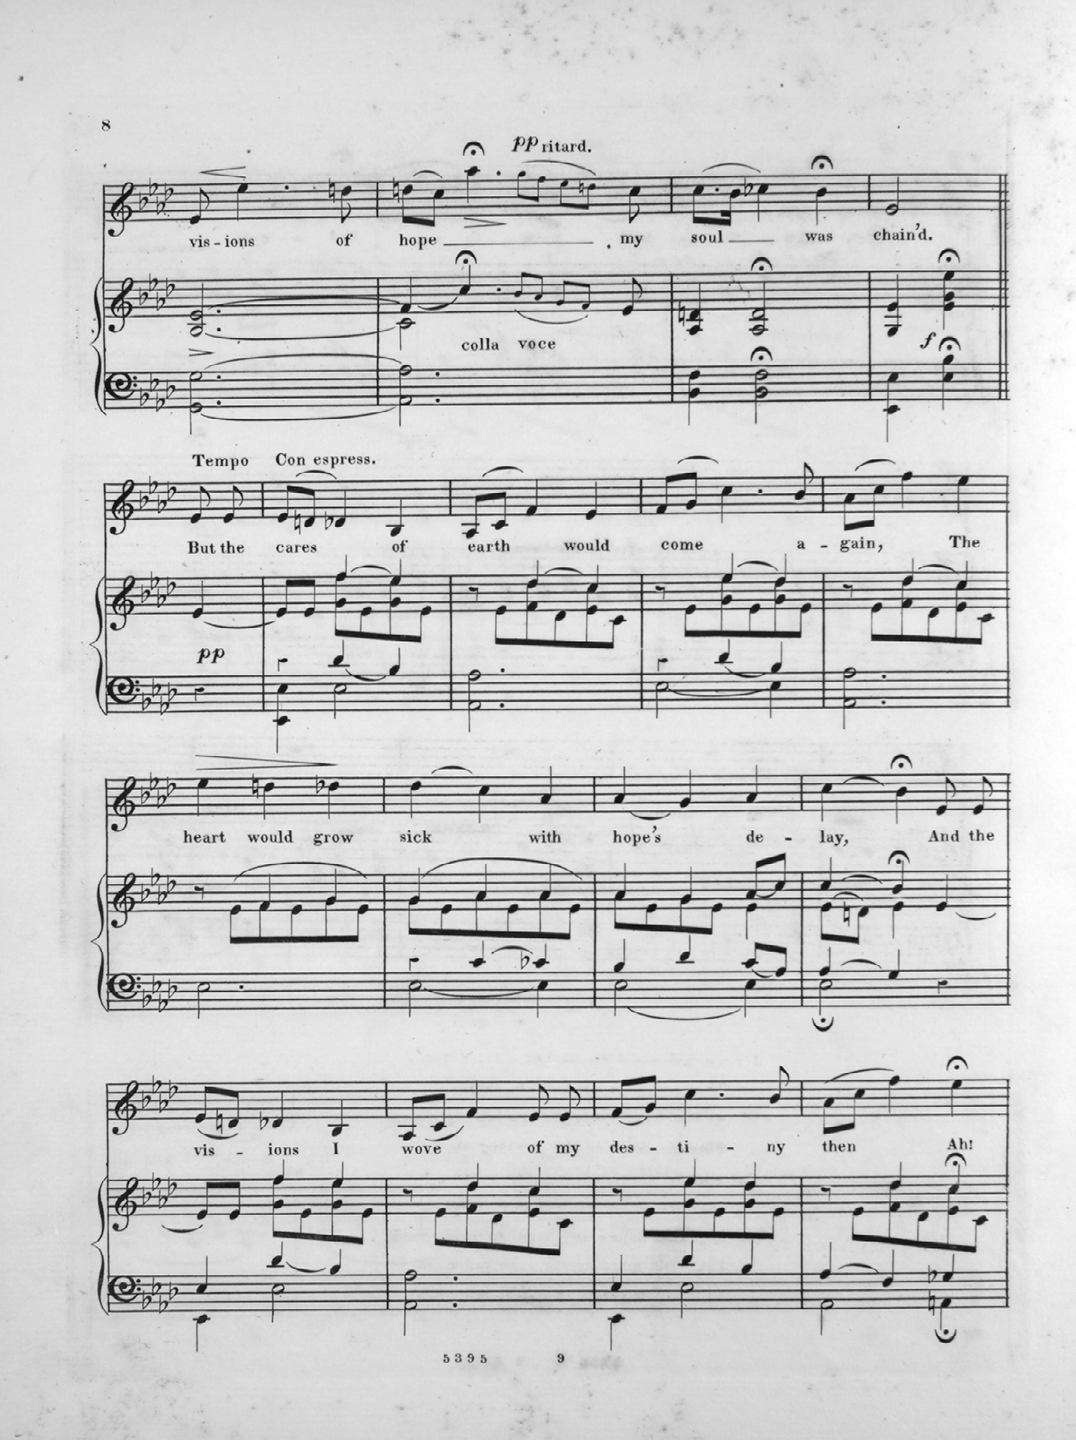 8
pp ritard.
vis - ions of hope my soul was chain'd.
colla voce
f
Tempo Con espress.
But the cares of earth would come a - gain, The
pp
heart would grow sick with hope's de - lay, And the
vis - ions I wove of my des - ti - ny then Ah!
5395 9